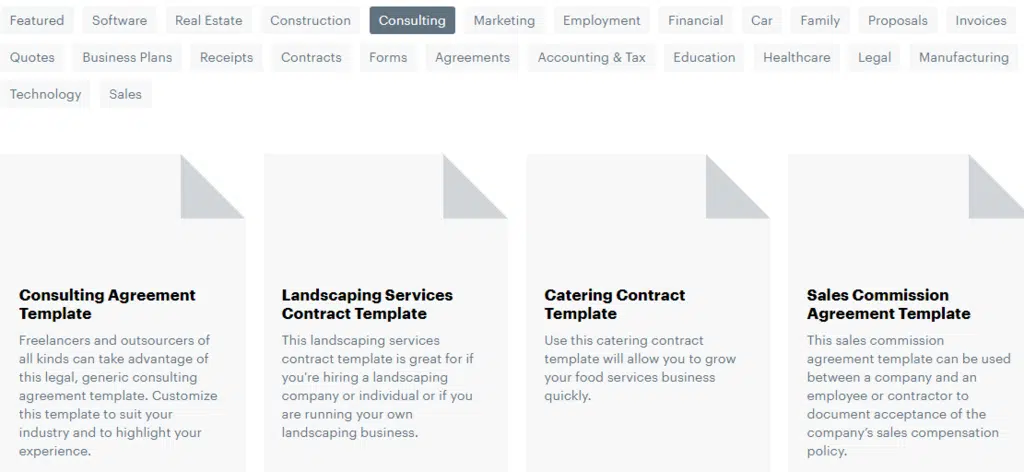 Featured Software Real Estate Construction Consulting Marketing Employment Financial Car Family Proposals Invoices
Quotes Business Plans Receipts Contracts Forms Agreements Accounting & Tax Education Healthcare Legal Manufacturing
Technology Sales
Consulting Agreement
Template
Freelancers and outsourcers of
all kinds can take advantage of
this legal, generic consulting
agreement template. Customize
this template to suit your
industry and to highlight your
experience.
Landscaping Services
Contract Template
This landscaping services
contract template is great for if
you're hiring a landscaping
company or individual or if you
are running your own
landscaping business.
Catering Contract
Template
Use this catering contract
template will allow you to grow
your food services business
quickly.
Sales Commission
Agreement Template
This sales commission
agreement template can be used
between a company and an
employee or contractor to
document acceptance of the
company's sales compensation
policy.